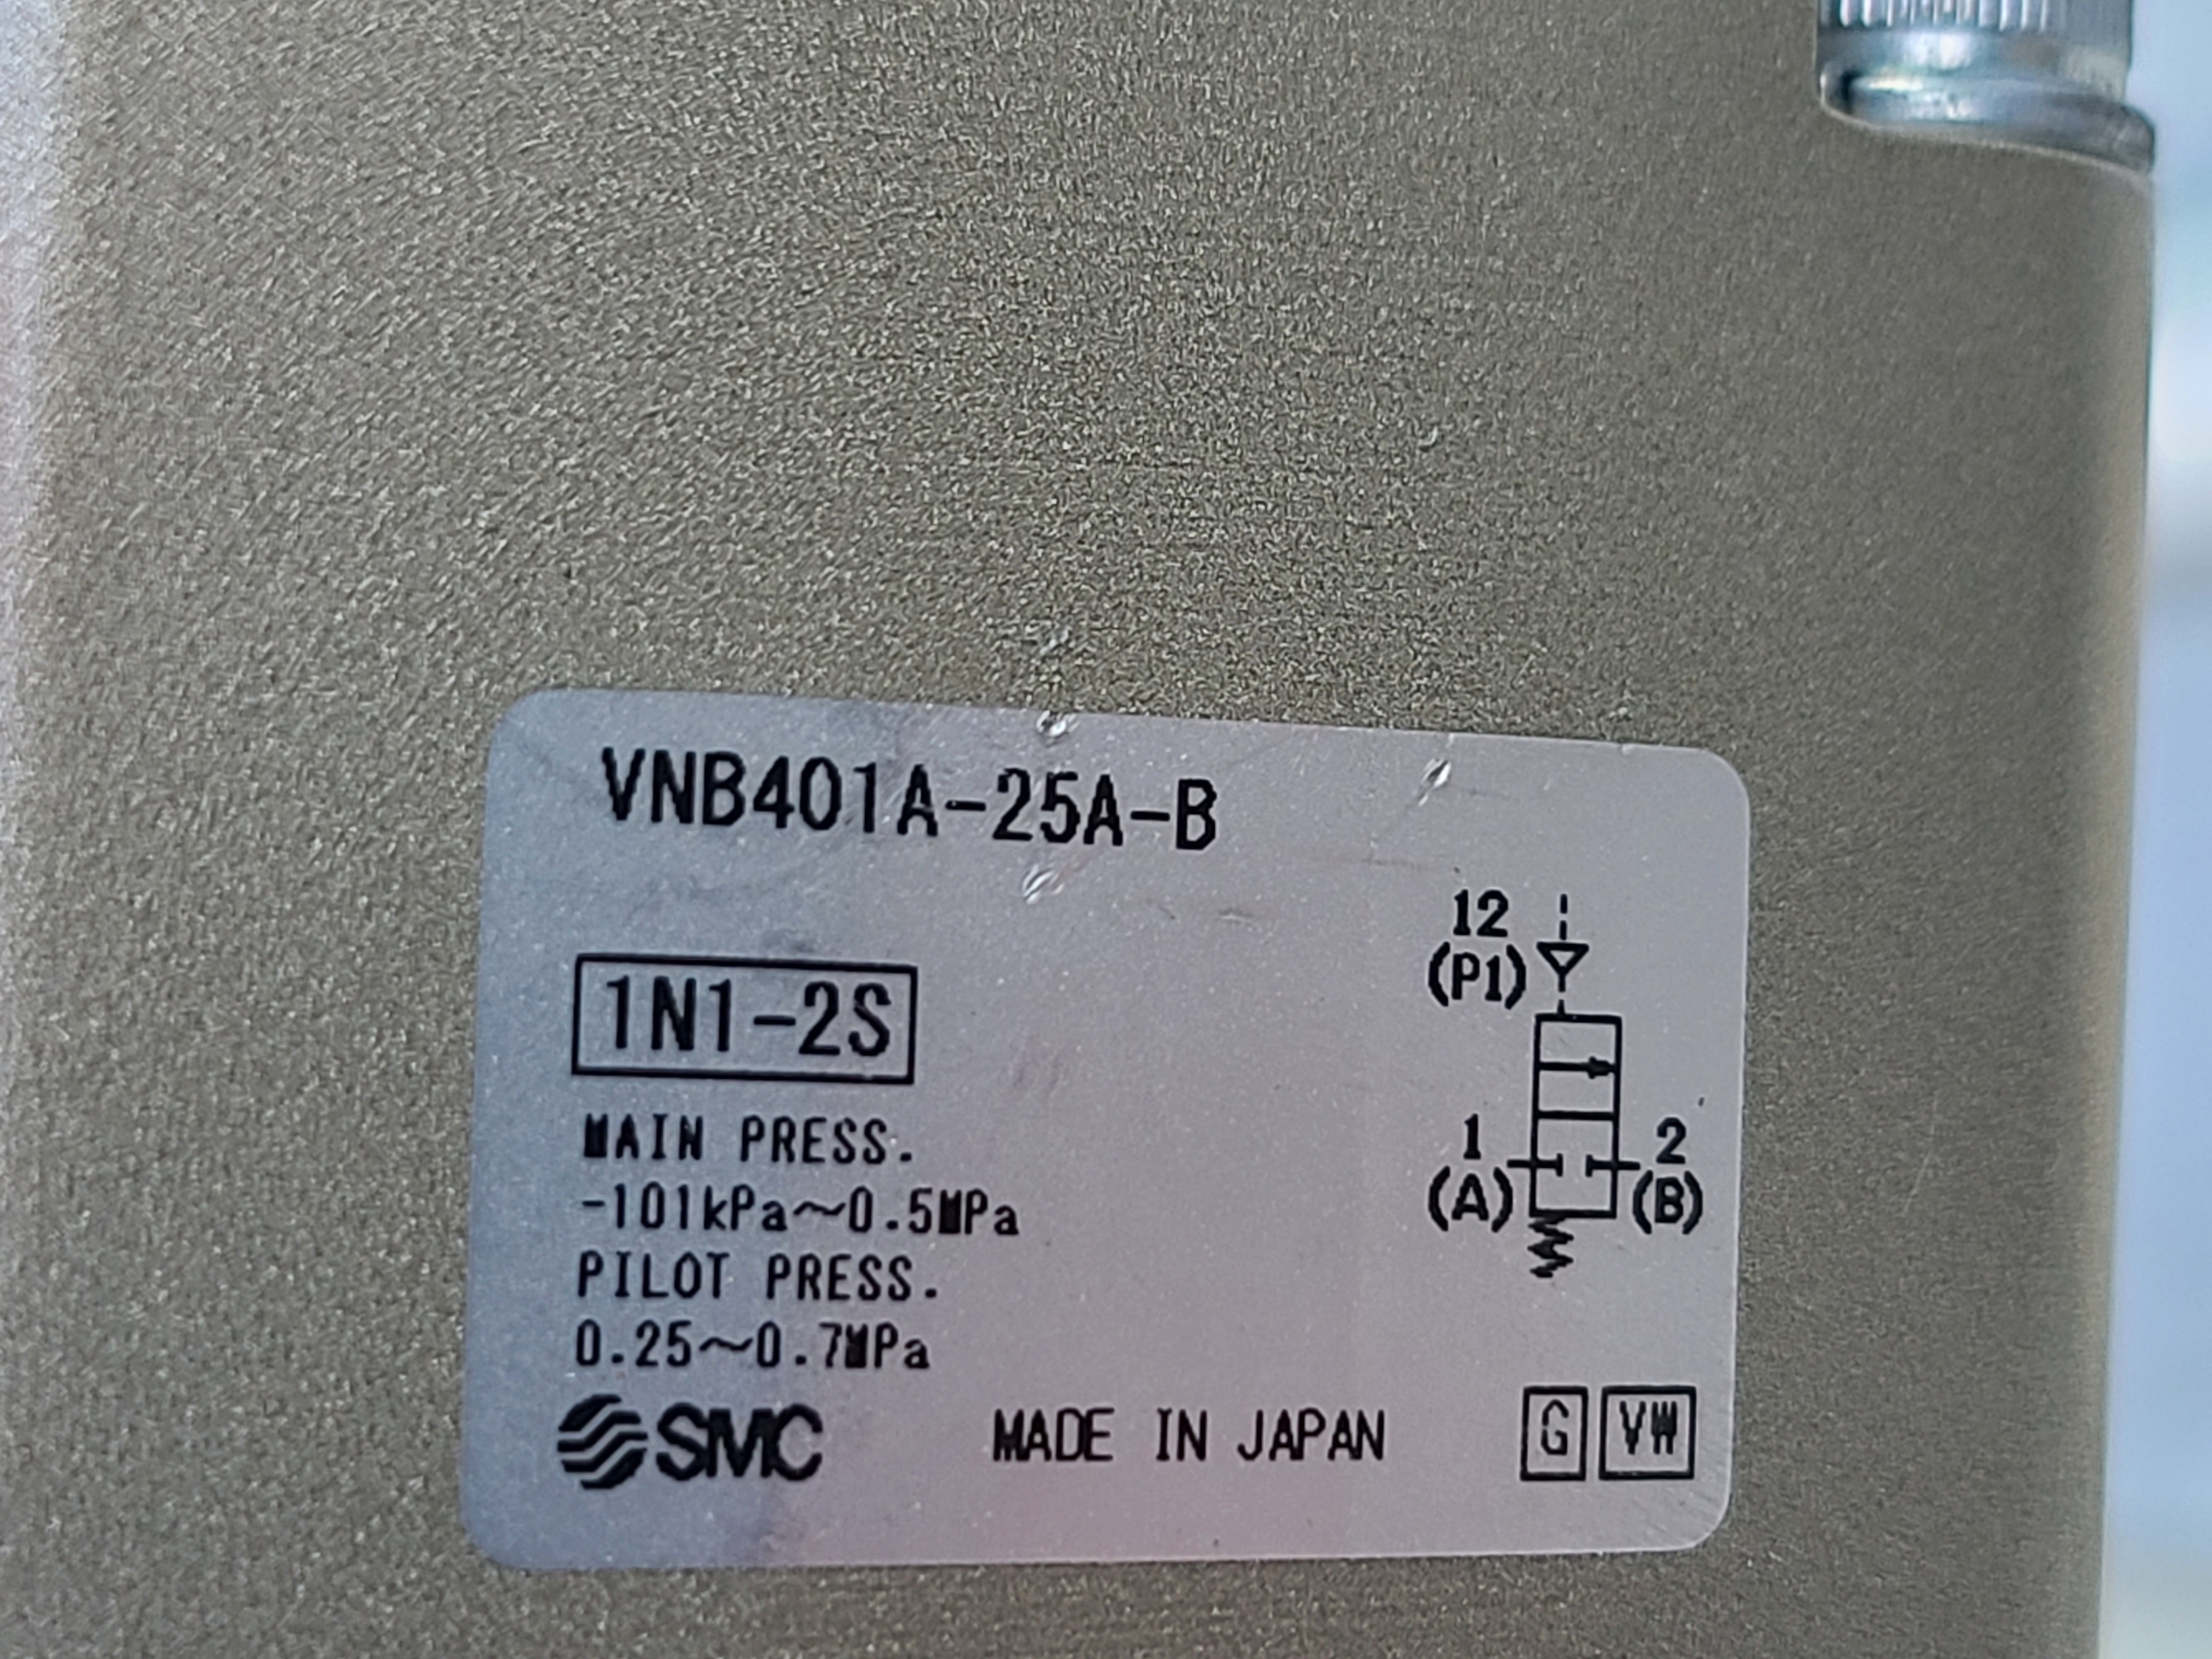 VNB401A-25A-B
12
(P1)
1N1-2S
MAIN PRESS.
-101kPa～0.5MPa
1 2
(A) (B)
PILOT PRESS.
0.25～0.7MPa
SMC MADE IN JAPAN G VW